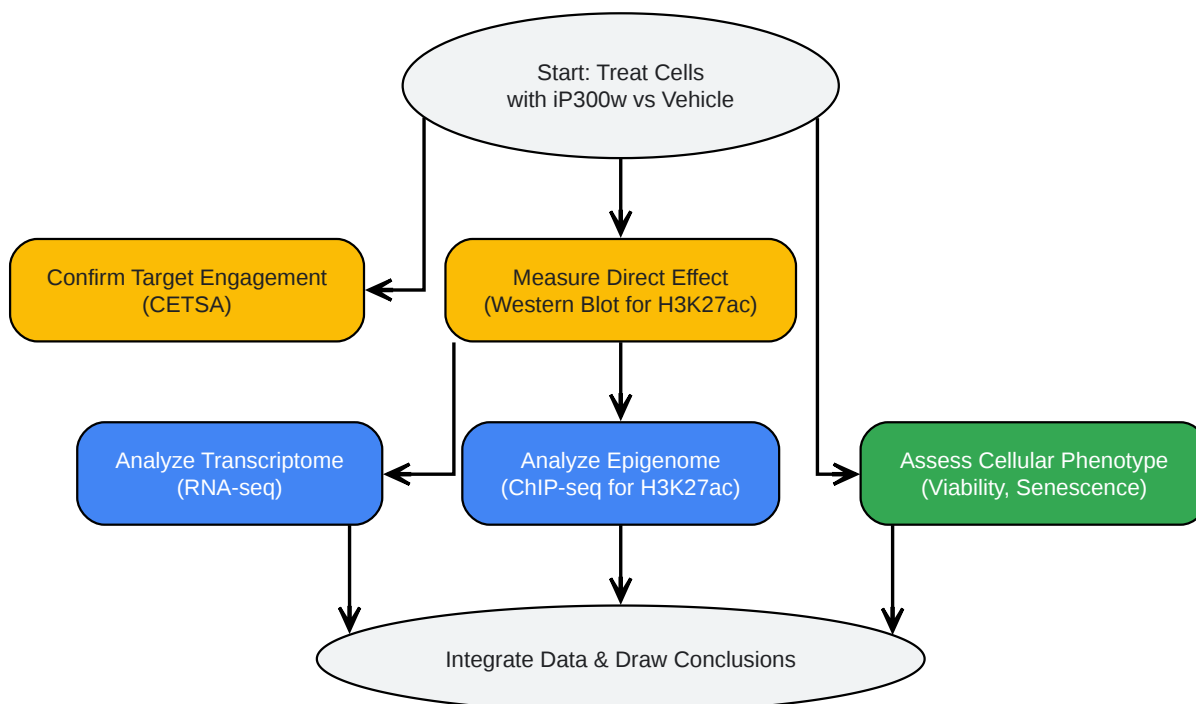 Start: Treat Cells
with iP300w vs Vehicle
Confirm Target Engagement
(CETSA)
Measure Direct Effect
(Western Blot for H3K27ac)
Analyze Transcriptome
(RNA-seq)
Analyze Epigenome
(ChIP-seq for H3K27ac)
Assess Cellular Phenotype
(Viability, Senescence)
Integrate Data & Draw Conclusions